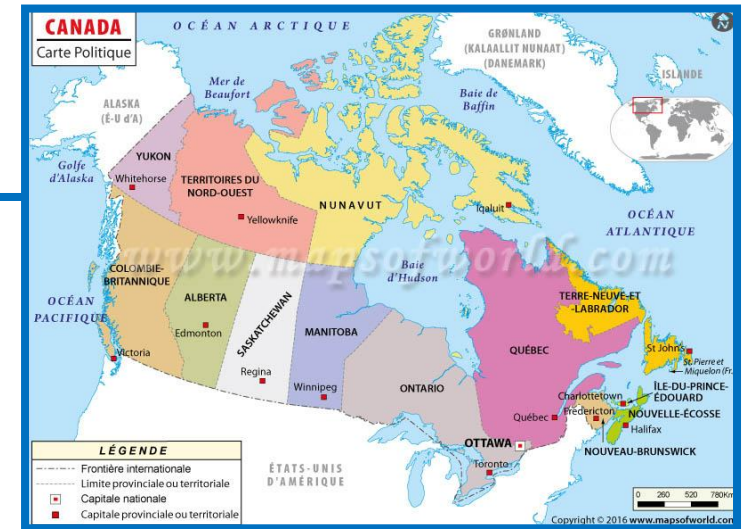 CANADA
Carte Politique
OCÉAN ARCTIQUE
GRØNLAND
(KALAALLIT NUNAAT)
(DANEMARK)
ISLANDE
N
Mer de
Beaufort
Baie de
Baffin
ALASKA
(É-U d'A)
Golfe
d'Alaska
YUKON
Whitehorse
TERRITOIRES DU
NORD-OUEST
Yellowknife
NUNAVUT
Iqaluit
OCÉAN
ATLANTIQUE
www.mapsofworld.com
COLOMBIE-
BRITANNIQUE
OCÉAN
PACIFIQUE
Victoria
ALBERTA
Edmonton
SASKATCHEWAN
Regina
MANITOBA
Winnipeg
Baie
d'Hudson
ONTARIO
OTTAWA
Toronto
QUÉBEC
Québec
TERRE-NEUVE-ET
-LABRADOR
St John's
St. Pierre et
Miquelon (Fr.
ÎLE-DU-PRINCE-
ÉDOUARD
Charlottetown
Fredericton
NOUVELLE-ÉCOSSE
Halifax
NOUVEAU-BRUNSWICK
ÉTATS-UNIS
D'AMÉRIQUE
LÉGENDE
Frontière internationale
Limite provinciale ou territoriale
Capitale nationale
Capitale provinciale ou territoriale
0 260 520 780Km
Copyright © 2016 www.mapsofworld.com